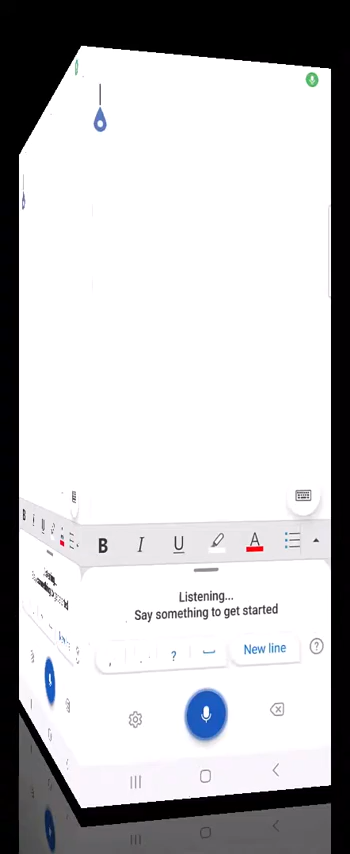 B I U A
Listening...
Say something to get started
, . ? New line